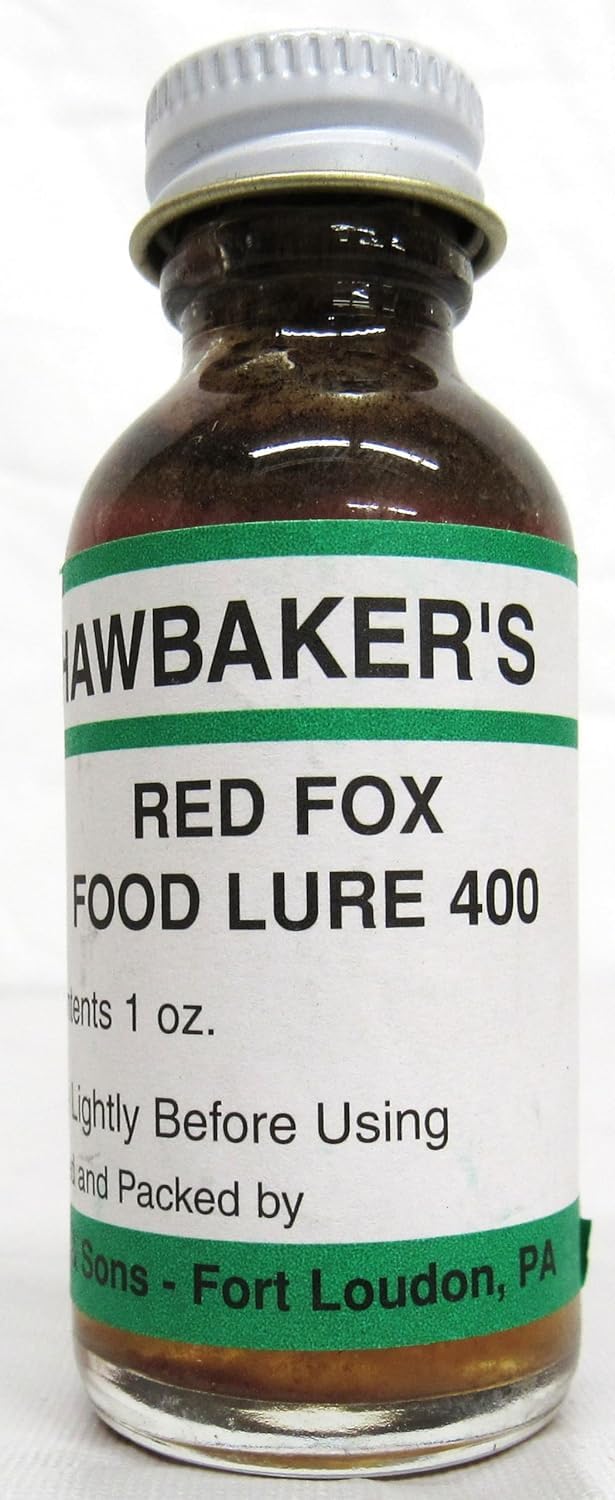 HAWBAKER'S
RED FOX
FOOD LURE 400
tents 1 oz.
Lightly Before Using
ed and Packed by
& Sons - Fort Loudon, PA